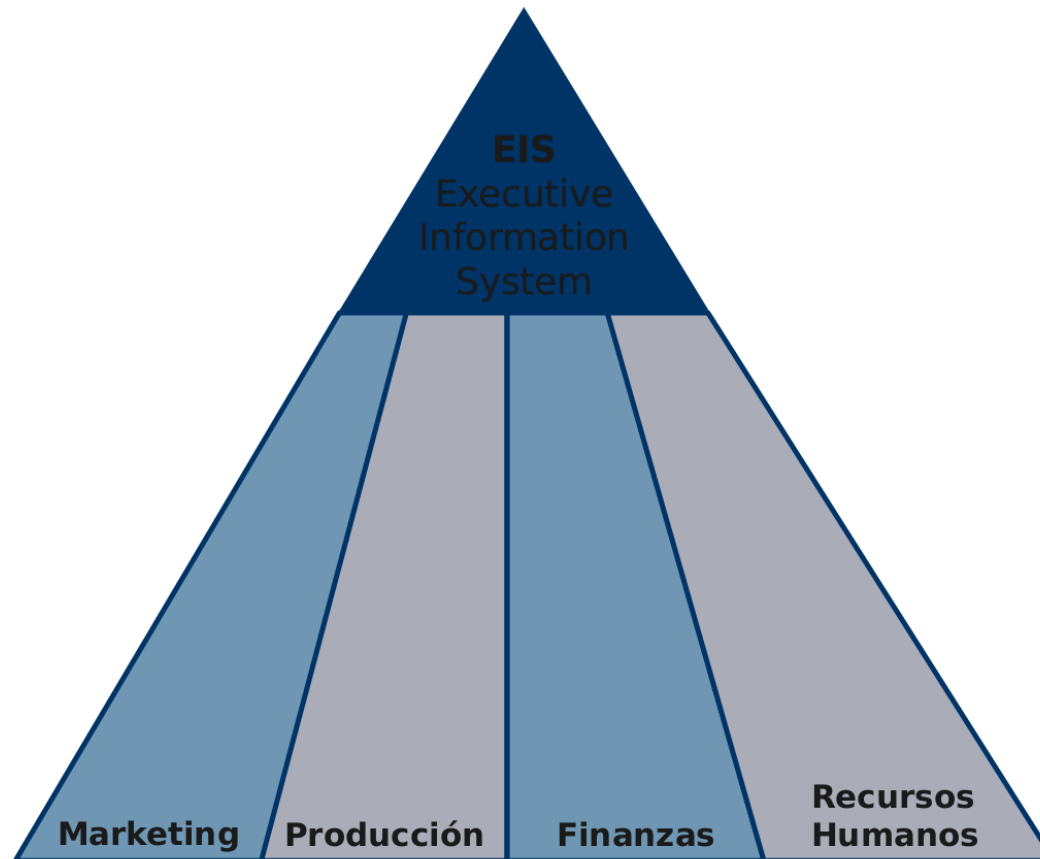 EIS
Executive
Information
System
Marketing
Producción
Finanzas
Recursos
Humanos